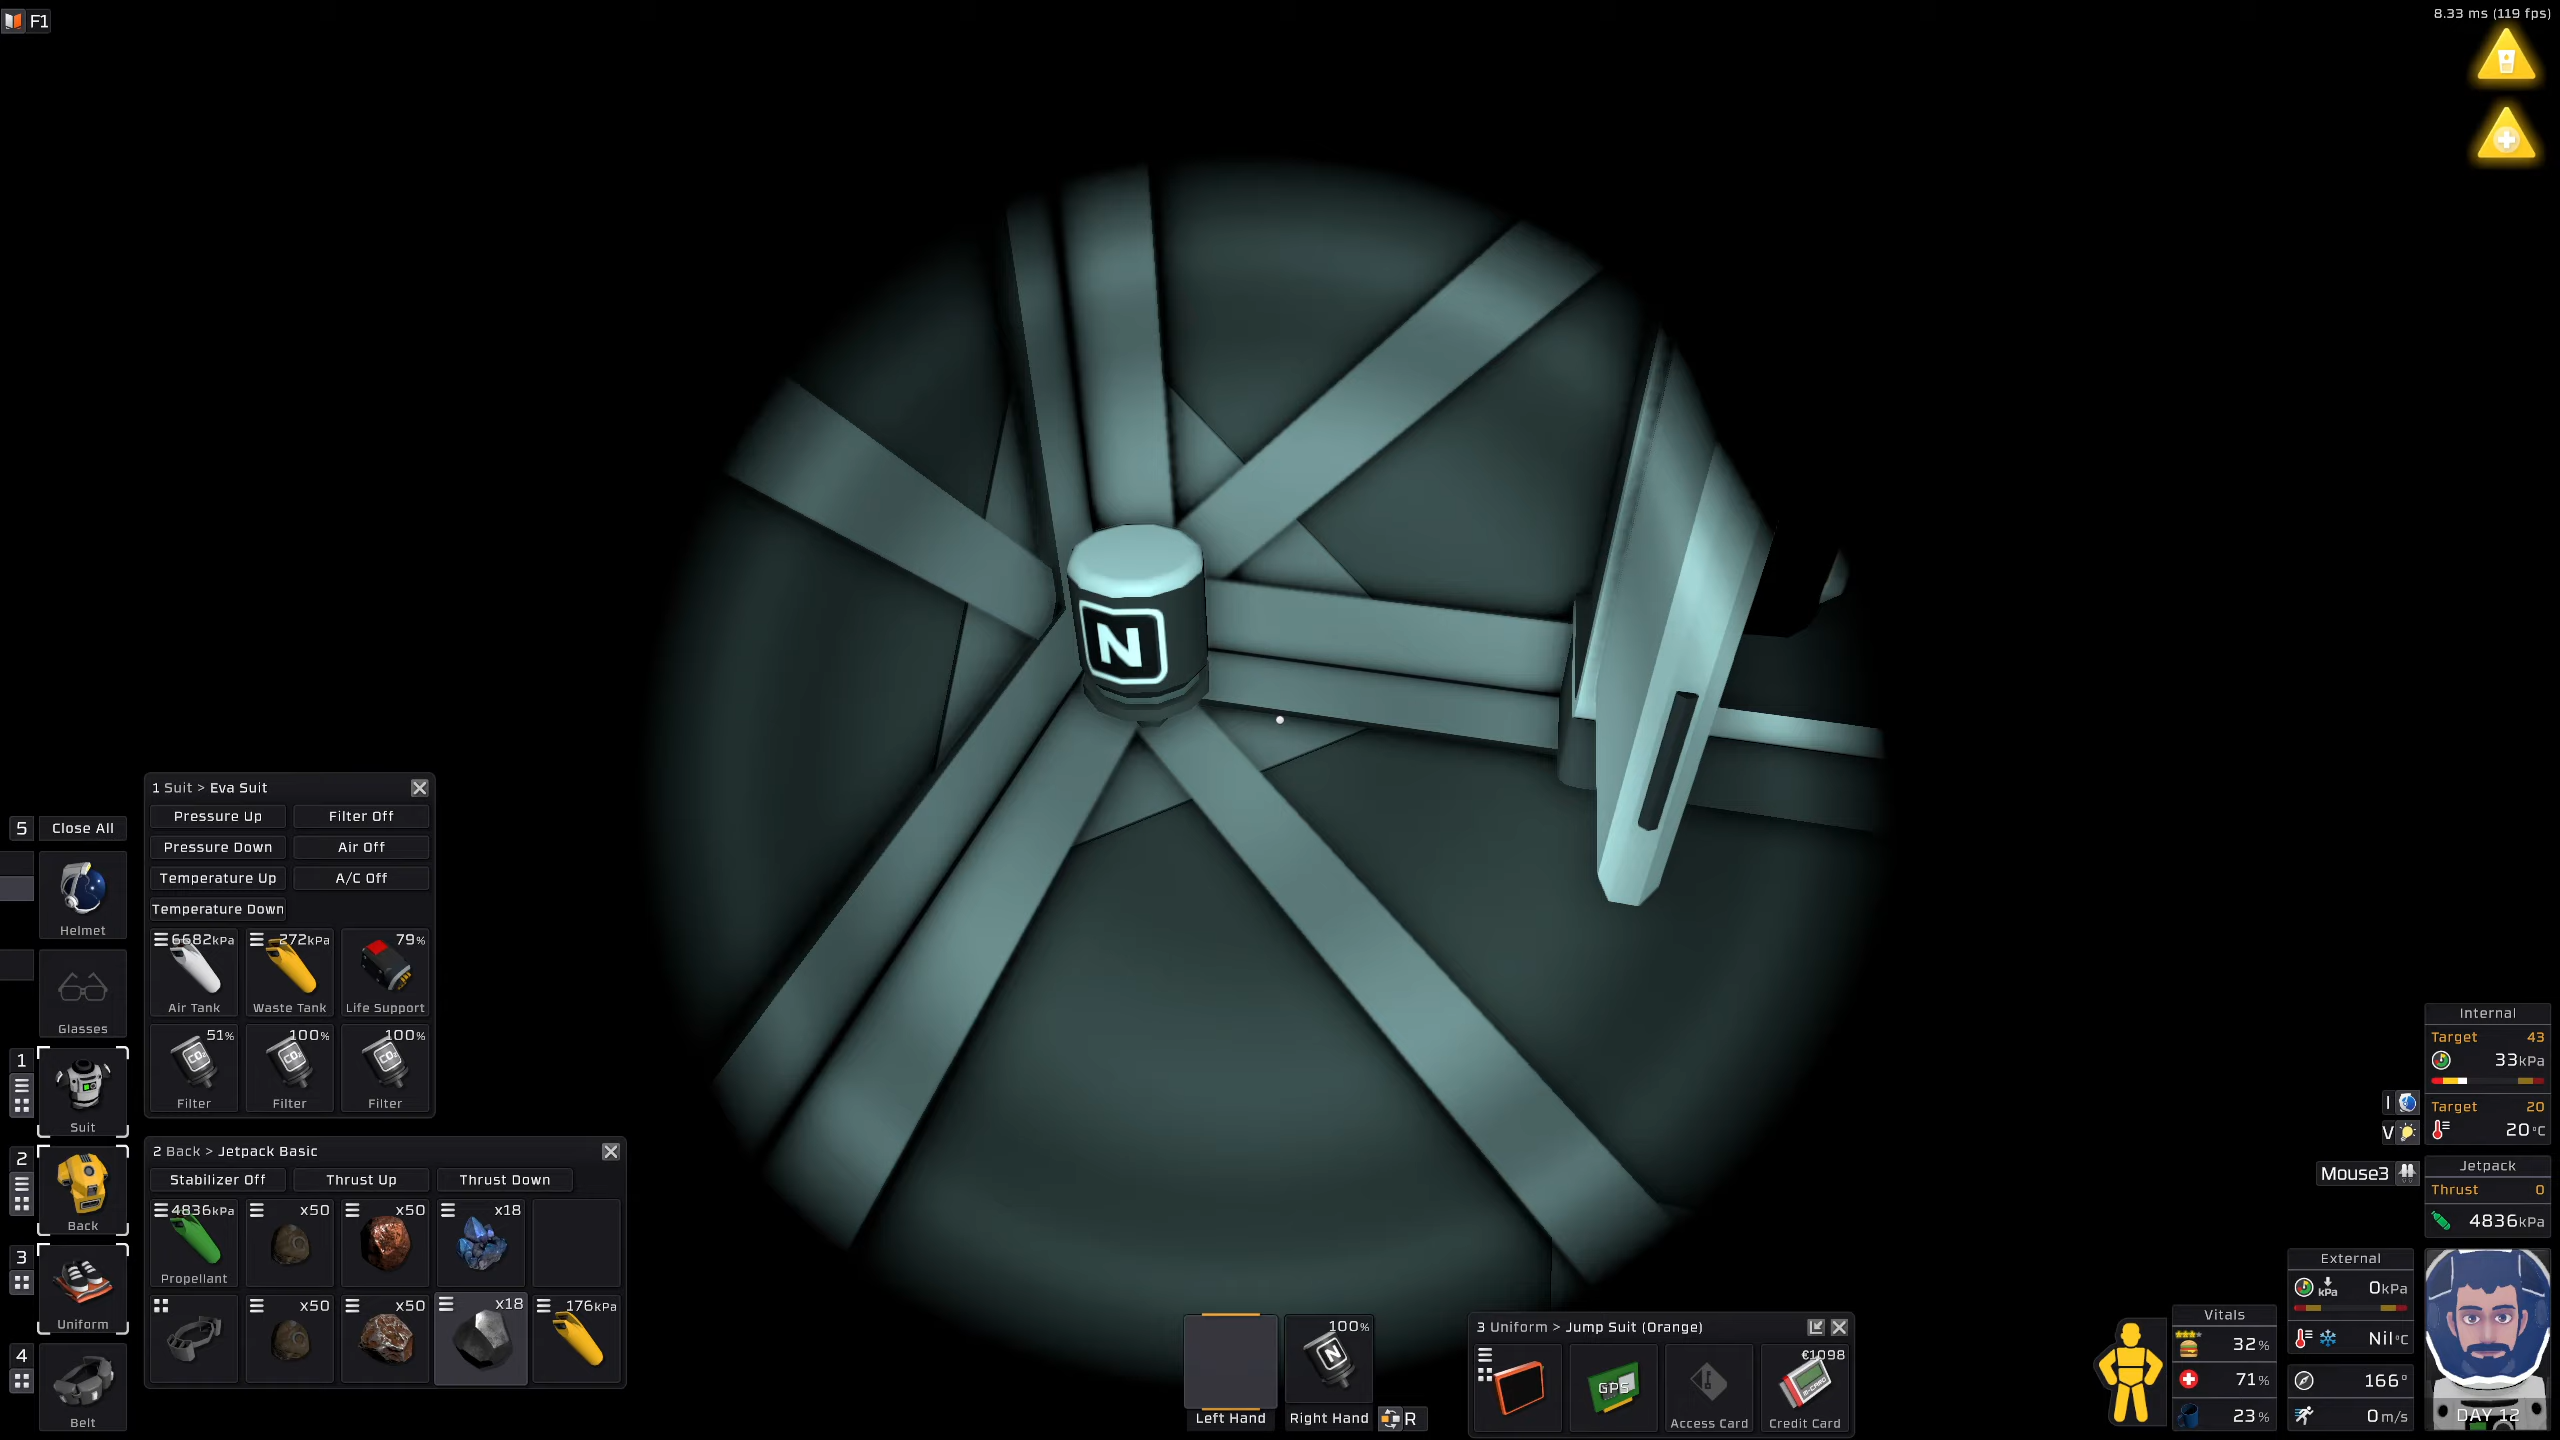 F1
8.33 ms (119 fps)
N
5 Close All
Helmet
Glasses
1
Suit
2
Back
3
Uniform
4
Belt
1 Suit > Eva Suit
Pressure Up
Filter Off
Pressure Down
Air Off
Temperature Up
A/C Off
Temperature Down
6682kPa
272kPa
79%
Air Tank
Waste Tank
Life Support
51%
100%
100%
CO₂
CO₂
CO₂
Filter
Filter
Filter
2 Back > Jetpack Basic
Stabilizer Off
Thrust Up
Thrust Down
4836kPa
x50
x50
x18
Propellant
x50
x50
x18
176kPa
100%
N
Left Hand
Right Hand
R
3 Uniform > Jump Suit (Orange)
€1098
GPS
Access Card
Credit Card
Internal
Target 43
33kPa
Target 20
20°C
I
V
Mouse3
Jetpack
Thrust 0
4836kPa
External
kPa
0kPa
Nil°C
166°
0m/s
Vitals
32%
71%
23%
DAY 12